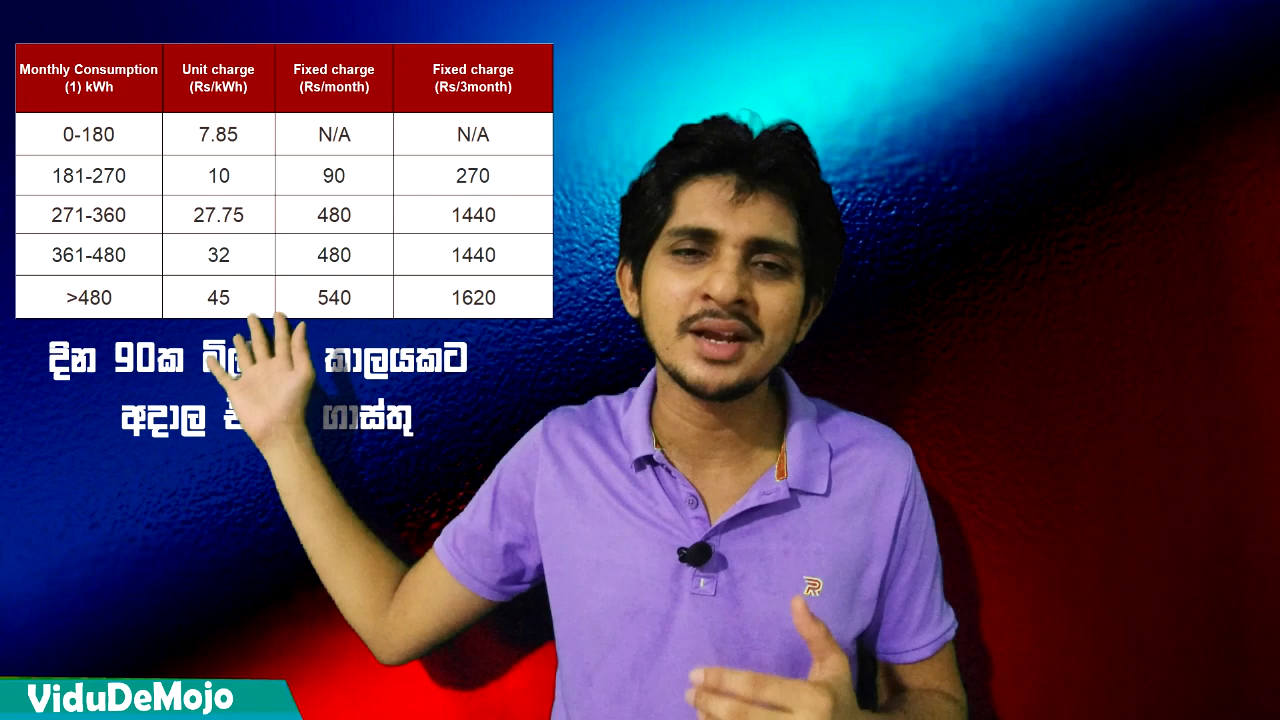 Monthly Consumption (1) kWh Unit charge (Rs/kWh) Fixed charge (Rs/month) Fixed charge (Rs/3month)
0-180 7.85 N/A N/A
181-270 10 90 270
271-360 27.75 480 1440
361-480 32 480 1440
>480 45 540 1620
දින 90ක කාලයකට
අදාල ගාස්තු
ViduDeMojo